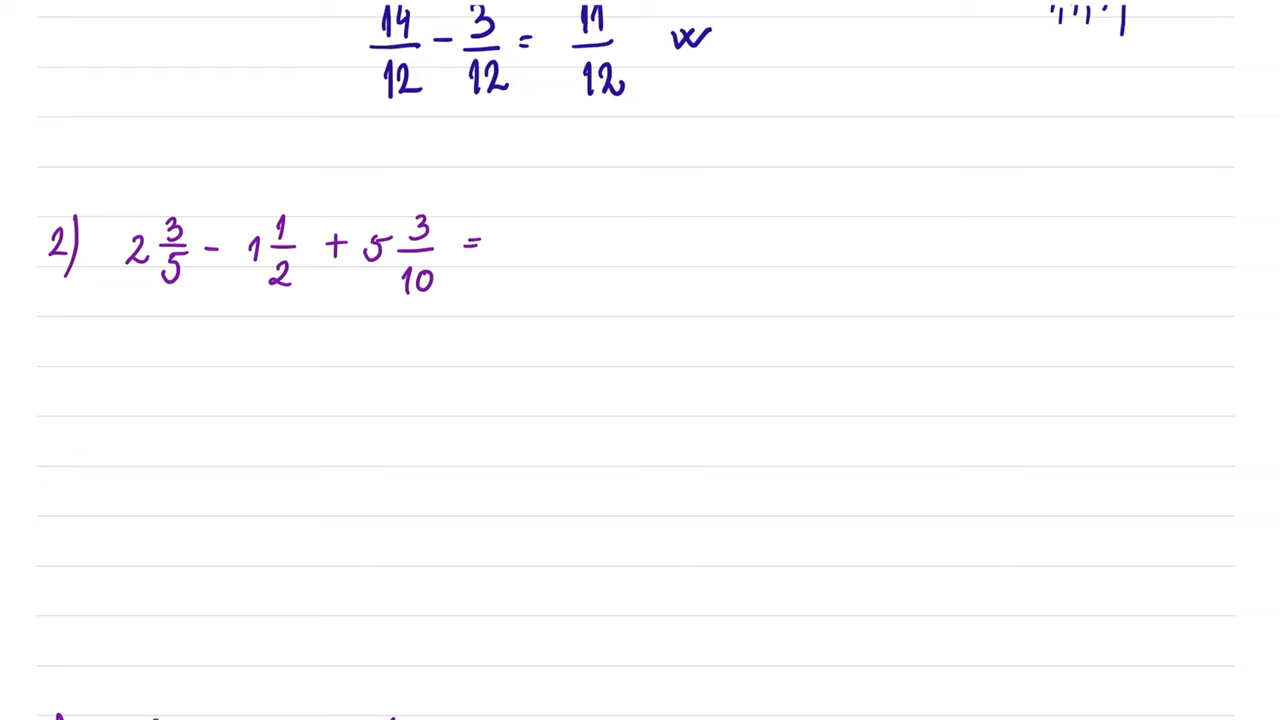 14/12 - 3/12 = 11/12 w
2) 2 3/5 - 1 1/2 + 5 3/10 =